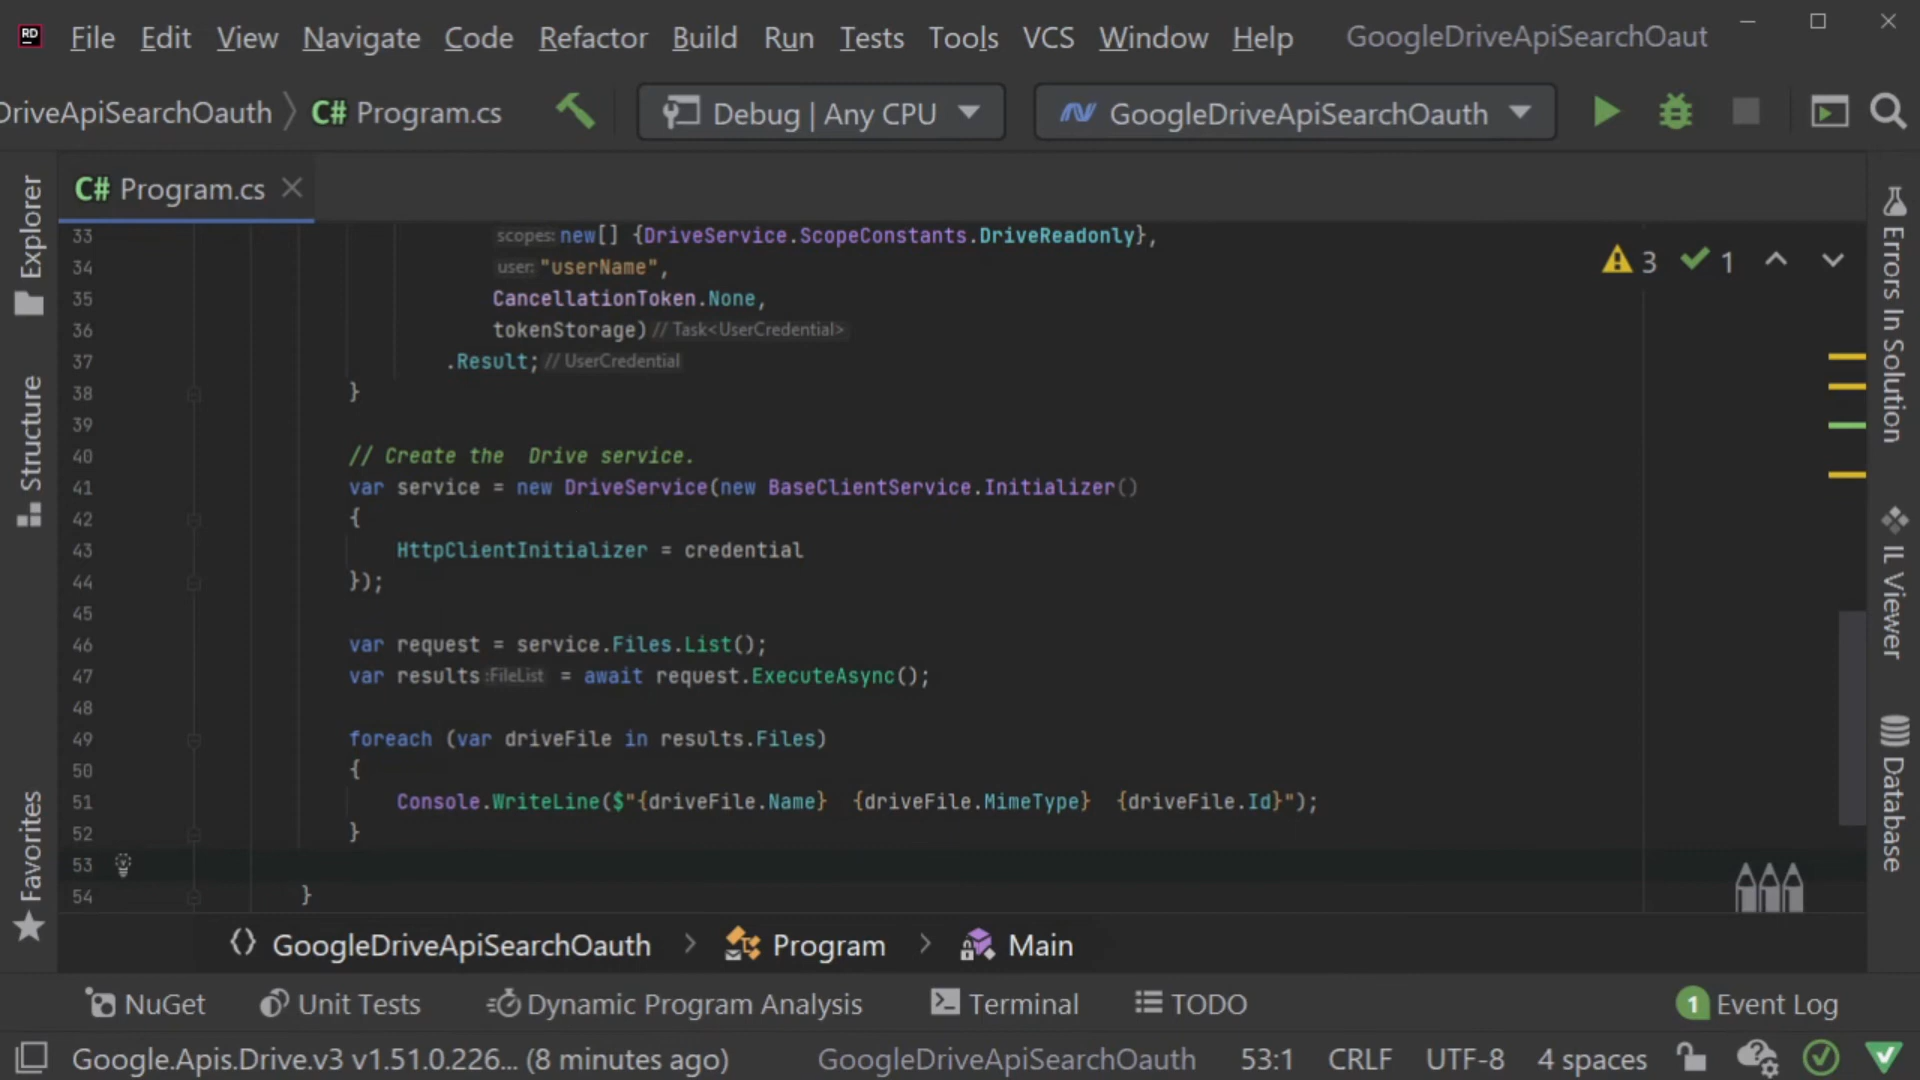 RD File Edit View Navigate Code Refactor Build Run Tests Tools VCS Window Help GoogleDriveApiSearchOaut
DriveApiSearchOauth C# Program.cs Debug | Any CPU GoogleDriveApiSearchOauth
C# Program.cs
33 scopes: new[] {DriveService.ScopeConstants.DriveReadonly},
34 user: "userName",
35 CancellationToken.None,
36 tokenStorage) // Task<UserCredential>
37 .Result; // UserCredential
38 }
39
40 // Create the  Drive service.
41 var service = new DriveService(new BaseClientService.Initializer()
42 {
43 HttpClientInitializer = credential
44 });
45
46 var request = service.Files.List();
47 var results :FileList = await request.ExecuteAsync();
48
49 foreach (var driveFile in results.Files)
50 {
51 Console.WriteLine($"{driveFile.Name}  {driveFile.MimeType}  {driveFile.Id}");
52 }
53
54 }
3 1
Explorer
Structure
Favorites
Errors In Solution
IL Viewer
Database
GoogleDriveApiSearchOauth Program Main
NuGet Unit Tests Dynamic Program Analysis Terminal TODO 1 Event Log
Google.Apis.Drive.v3 v1.51.0.226... (8 minutes ago) GoogleDriveApiSearchOauth 53:1 CRLF UTF-8 4 spaces